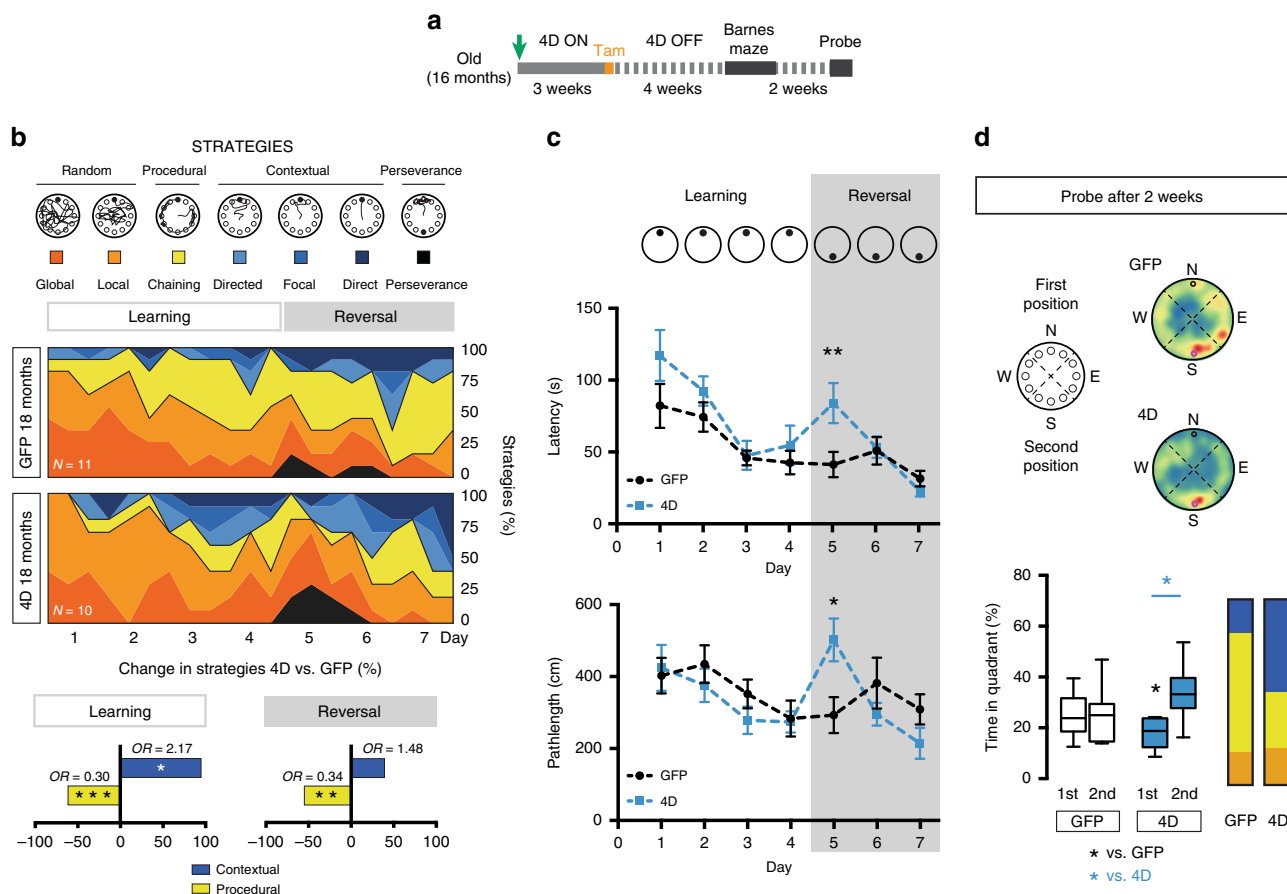 a
4D ON
Tam
4D OFF
Barnes
maze
Probe
Old
(16 months)
3 weeks
4 weeks
2 weeks
b
STRATEGIES
Random
Procedural
Contextual
Perseverance
Global
Local
Chaining
Directed
Focal
Direct
Perseverance
Learning
Reversal
GFP 18 months
N = 11
100
75
50
25
0
4D 18 months
N = 10
100
75
50
25
0
Strategies (%)
1 2 3 4 5 6 7 Day
Change in strategies 4D vs. GFP (%)
Learning
Reversal
OR = 2.17
*
OR = 0.30
* * *
OR = 1.48
OR = 0.34
* *
−100 −50 0 50 100
−100 −50 0 50 100
Contextual
Procedural
c
Learning
Reversal
150
100
50
0
Latency (s)
**
GFP
4D
0 1 2 3 4 5 6 7
Day
600
400
200
0
Pathlength (cm)
*
GFP
4D
0 1 2 3 4 5 6 7
Day
d
Probe after 2 weeks
First
position
N
W
E
S
Second
position
GFP
N
W
E
S
4D
N
W
E
S
80
60
40
20
0
Time in quadrant (%)
*
*
1st 2nd
1st 2nd
GFP
4D
GFP 4D
* vs. GFP
* vs. 4D